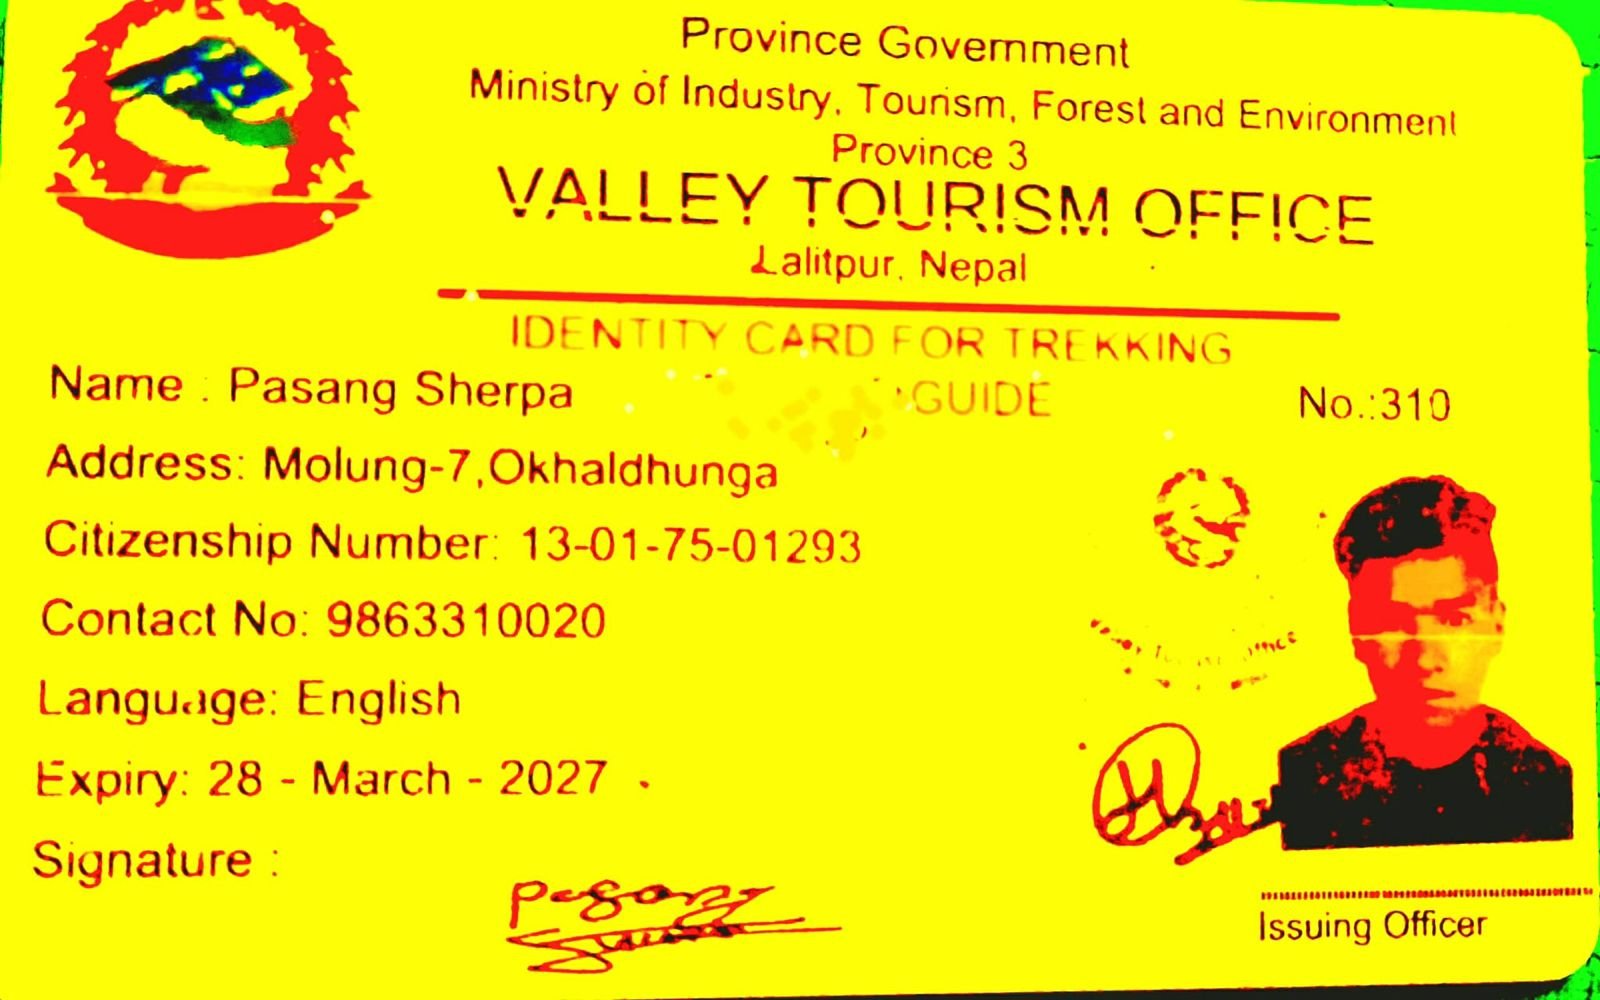 Province Government
Ministry of Industry, Tourism, Forest and Environment
Province 3
VALLEY TOURISM OFFICE
Lalitpur, Nepal
IDENTITY CARD FOR TREKKING
GUIDE
No.:310
Name : Pasang Sherpa
Address: Molung-7,Okhaldhunga
Citizenship Number: 13-01-75-01293
Contact No: 9863310020
Language: English
Expiry: 28 - March - 2027
Signature :
Pasang
Issuing Officer